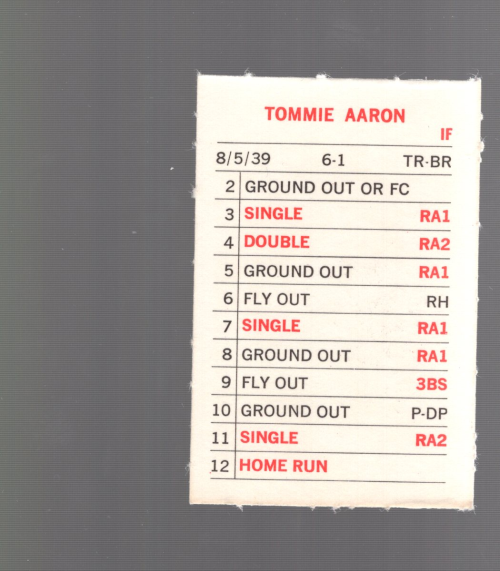 TOMMIE AARON
IF
8/5/39 6-1 TR-BR
2 GROUND OUT OR FC
3 SINGLE RA1
4 DOUBLE RA2
5 GROUND OUT RA1
6 FLY OUT RH
7 SINGLE RA1
8 GROUND OUT RA1
9 FLY OUT 3BS
10 GROUND OUT P-DP
11 SINGLE RA2
12 HOME RUN